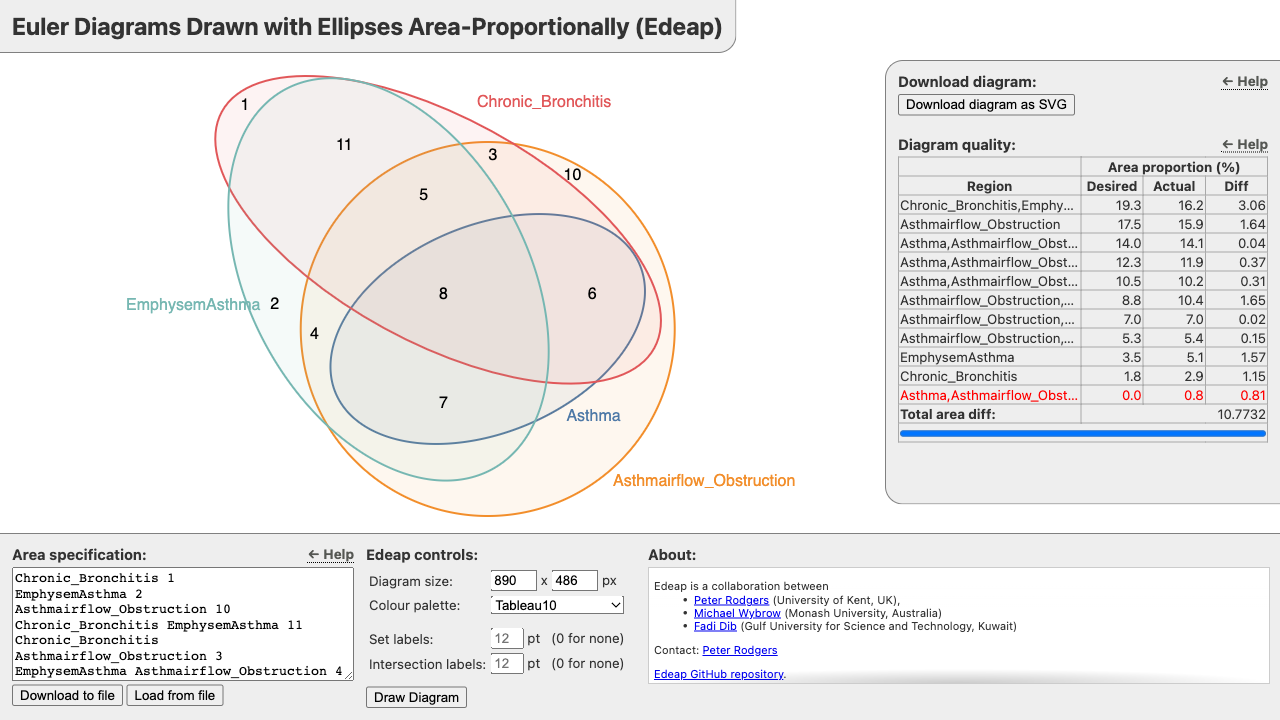 Euler Diagrams Drawn with Ellipses Area-Proportionally (Edeap)
Chronic_Bronchitis
1
11
3
10
5
EmphysemAsthma
2
8
6
4
7
Asthma
Asthmairflow_Obstruction
Download diagram:
← Help
Download diagram as SVG
Diagram quality:
← Help
Area proportion (%)
Region Desired Actual Diff
Chronic_Bronchitis,Emphy... 19.3 16.2 3.06
Asthmairflow_Obstruction 17.5 15.9 1.64
Asthma,Asthmairflow_Obst... 14.0 14.1 0.04
Asthma,Asthmairflow_Obst... 12.3 11.9 0.37
Asthma,Asthmairflow_Obst... 10.5 10.2 0.31
Asthmairflow_Obstruction,... 8.8 10.4 1.65
Asthmairflow_Obstruction,... 7.0 7.0 0.02
Asthmairflow_Obstruction,... 5.3 5.4 0.15
EmphysemAsthma 3.5 5.1 1.57
Chronic_Bronchitis 1.8 2.9 1.15
Asthma,Asthmairflow_Obst... 0.0 0.8 0.81
Total area diff: 10.7732
Area specification:
← Help
Chronic_Bronchitis 1
EmphysemAsthma 2
Asthmairflow_Obstruction 10
Chronic_Bronchitis EmphysemAsthma 11
Chronic_Bronchitis
Asthmairflow_Obstruction 3
EmphysemAsthma Asthmairflow_Obstruction 4
Download to file
Load from file
Edeap controls:
Diagram size: 890 x 486 px
Colour palette: Tableau10
Set labels: 12 pt (0 for none)
Intersection labels: 12 pt (0 for none)
Draw Diagram
About:
Edeap is a collaboration between
• Peter Rodgers (University of Kent, UK),
• Michael Wybrow (Monash University, Australia)
• Fadi Dib (Gulf University for Science and Technology, Kuwait)
Contact: Peter Rodgers
Edeap GitHub repository.